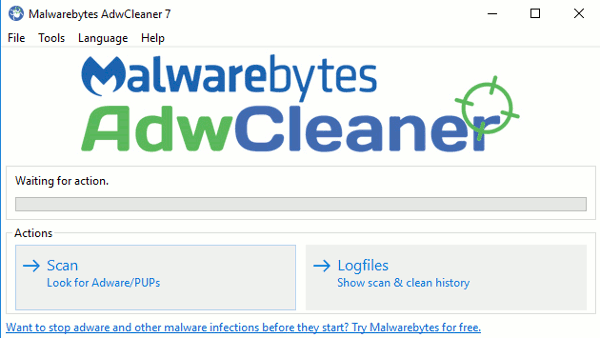 Malwarebytes AdwCleaner 7
File Tools Language Help
Malwarebytes
AdwCleaner
Waiting for action.
Actions
Scan
Look for Adware/PUPs
Logfiles
Show scan & clean history
Want to stop adware and other malware infections before they start? Try Malwarebytes for free.